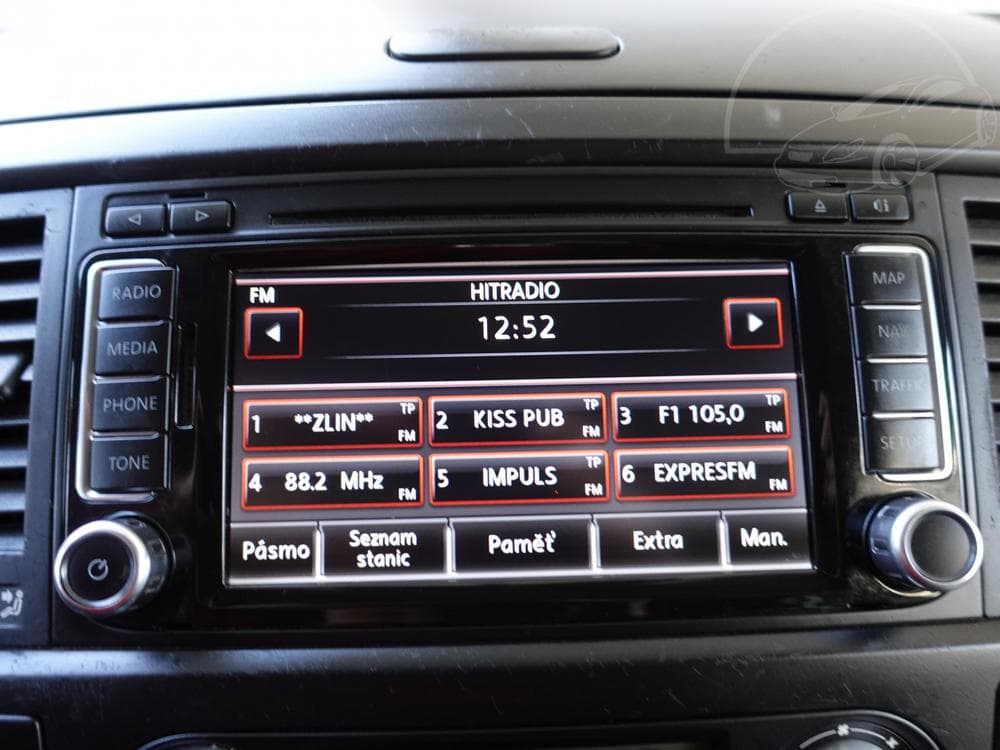 RADIO
MEDIA
PHONE
TONE
FM
HITRADIO
12:52
1 **ZLIN** TP FM
2 KISS PUB TP FM
3 F1 105,0 TP FM
4 88.2 MHz FM
5 IMPULS TP FM
6 EXPRESFM FM
Pásmo
Seznam
stanic
Paměť
Extra
Man.
MAP
NAV
TRAFFIC
SETUP